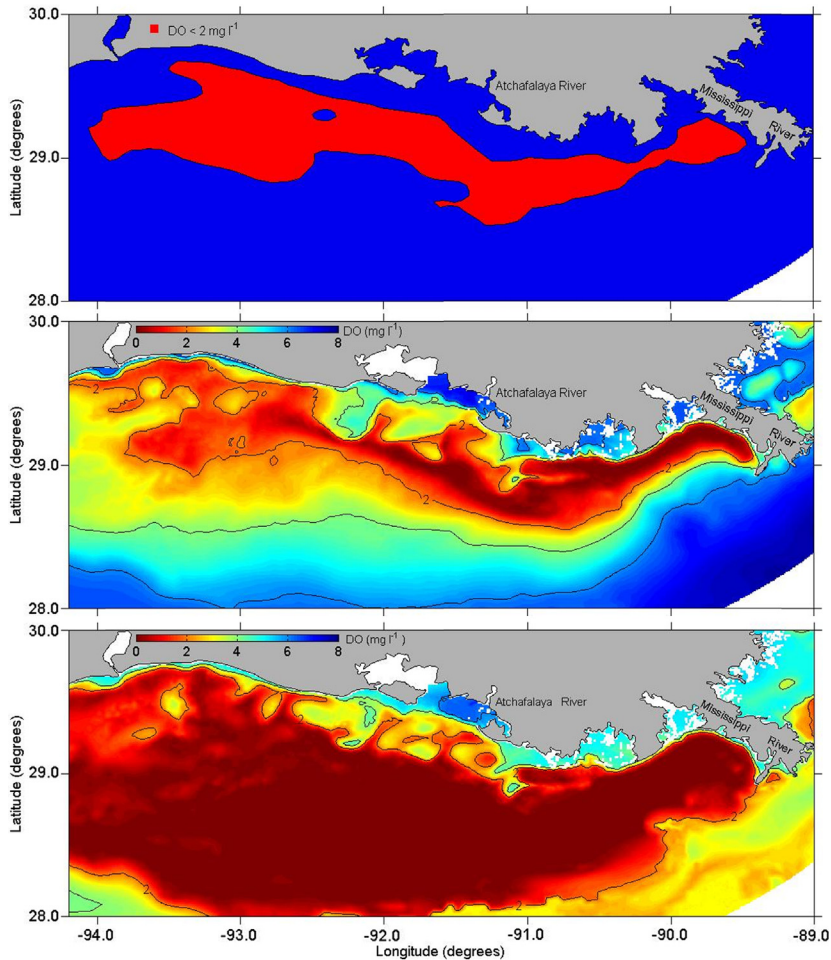 30.0
DO < 2 mg l-1
Atchafalaya River
Mississippi
River
29.0
Latitude (degrees)
28.0
30.0
0 2 4 6 8 DO (mg l-1)
Atchafalaya River
Mississippi
River
2
2
2
2
2
29.0
Latitude (degrees)
28.0
30.0
0 2 4 6 8 DO (mg l-1)
Atchafalaya River
Mississippi
River
2
29.0
Latitude (degrees)
2
2
28.0
-94.0 -93.0 -92.0 -91.0 -90.0 -89.0
Longitude (degrees)